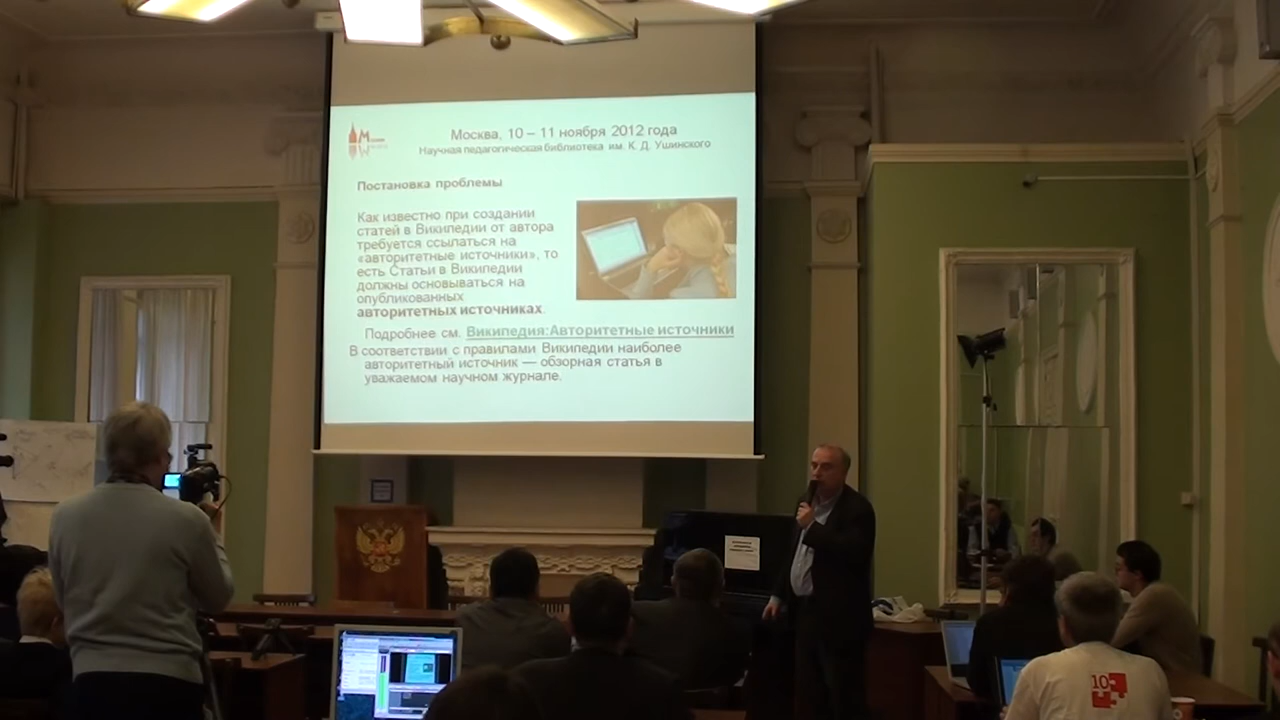 Москва, 10 – 11 ноября 2012 года
Научная педагогическая библиотека им. К. Д. Ушинского
Постановка проблемы
Как известно при создании
статей в Википедии от автора
требуется ссылаться на
«авторитетные источники», то
есть Статьи в Википедии
должны основываться на
опубликованных
авторитетных источниках.
Подробнее см. Википедия:Авторитетные источники
В соответствии с правилами Википедии наиболее
авторитетный источник — обзорная статья в
уважаемом научном журнале.
10